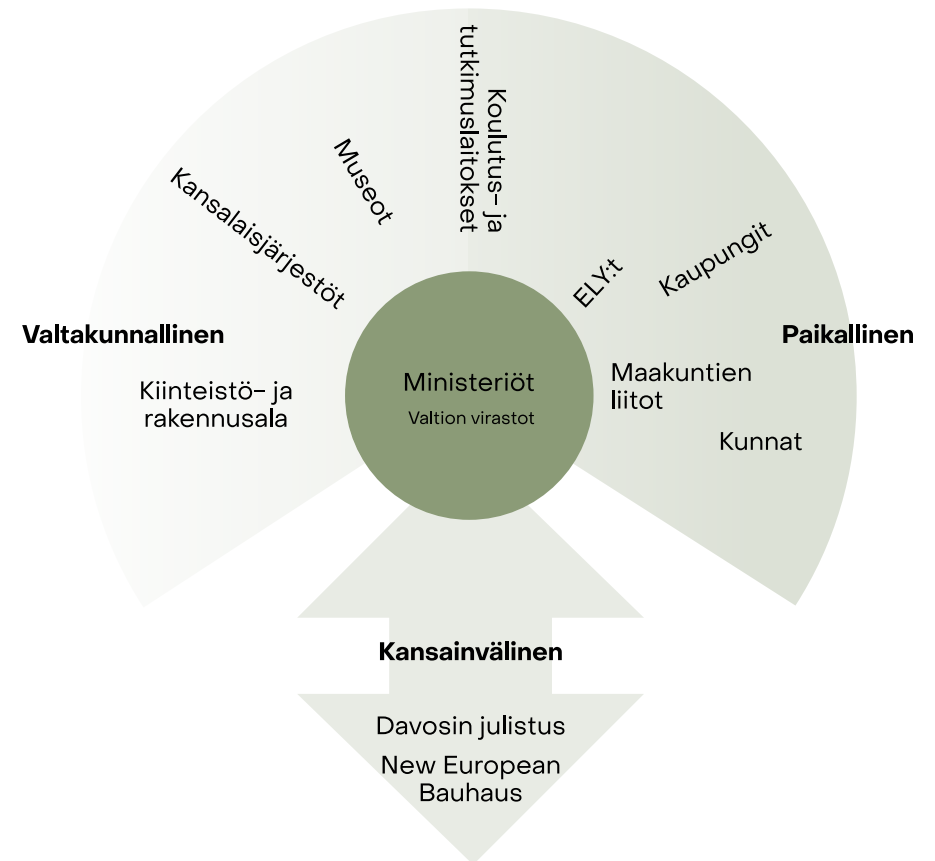 Koulutus- ja
tutkimuslaitokset
Museot
Kansalaisjärjestöt
ELY:t
Kaupungit
Valtakunnallinen
Paikallinen
Kiinteistö- ja
rakennusala
Ministeriöt
Valtion virastot
Maakuntien
liitot
Kunnat
Kansainvälinen
Davosin julistus
New European
Bauhaus